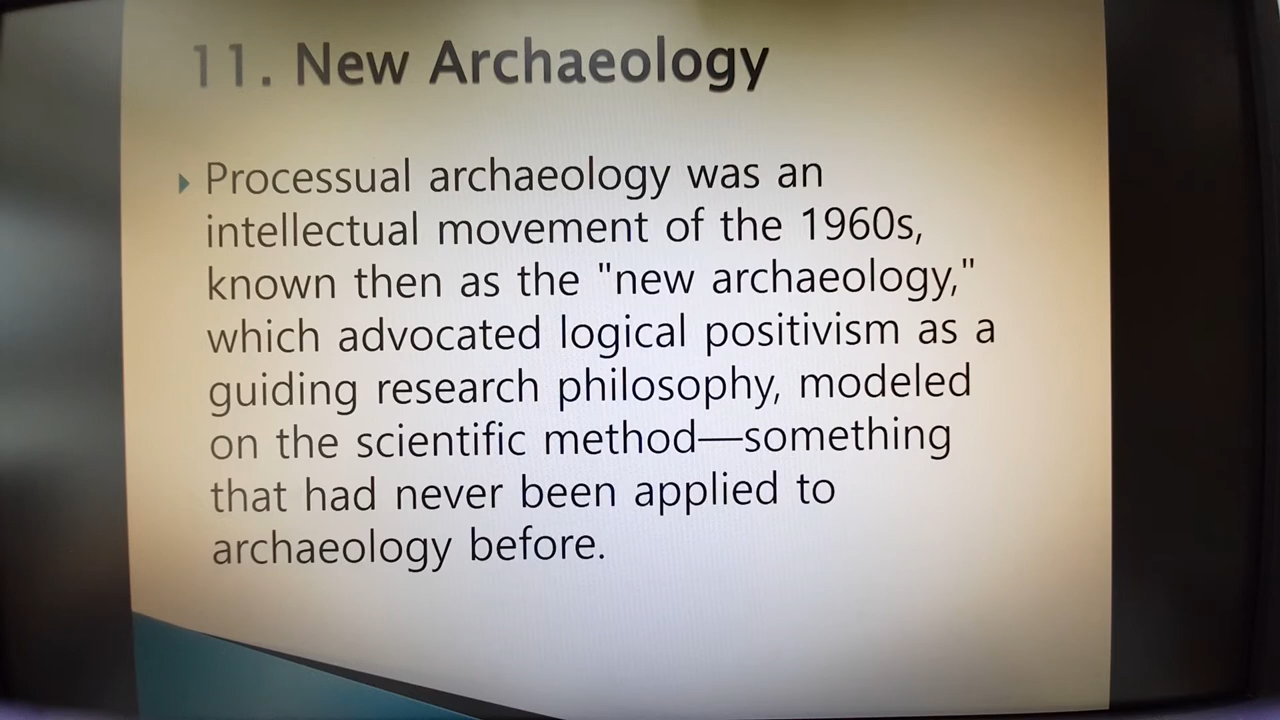 11. New Archaeology
Processual archaeology was an
intellectual movement of the 1960s,
known then as the "new archaeology,"
which advocated logical positivism as a
guiding research philosophy, modeled
on the scientific method—something
that had never been applied to
archaeology before.